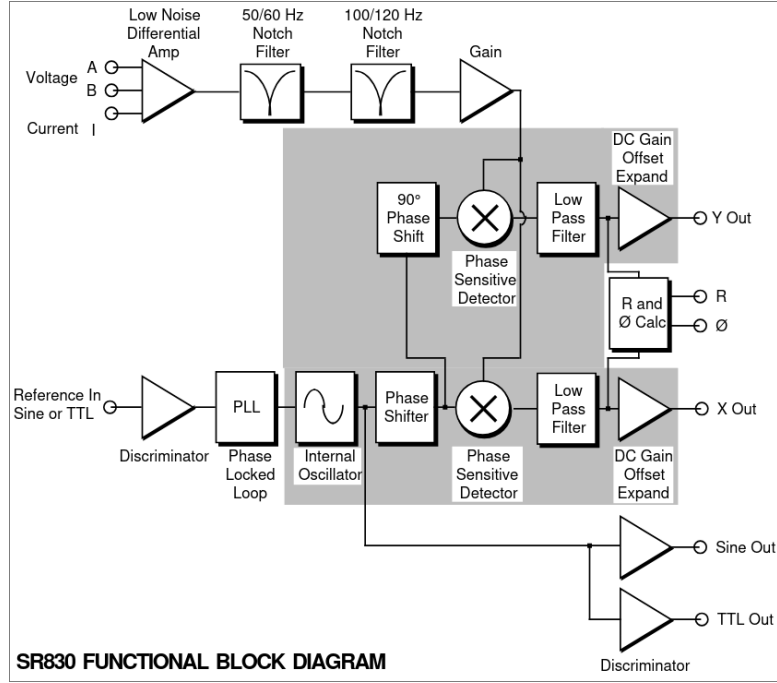 Low Noise
Differential
Amp
50/60 Hz
Notch
Filter
100/120 Hz
Notch
Filter
Gain
Voltage
A
B
Current
I
DC Gain
Offset
Expand
90°
Phase
Shift
Low
Pass
Filter
Y Out
Phase
Sensitive
Detector
R and
Ø Calc
R
Ø
Reference In
Sine or TTL
PLL
Phase
Shifter
Low
Pass
Filter
X Out
Discriminator
Phase
Locked
Loop
Internal
Oscillator
Phase
Sensitive
Detector
DC Gain
Offset
Expand
Sine Out
TTL Out
Discriminator
SR830 FUNCTIONAL BLOCK DIAGRAM